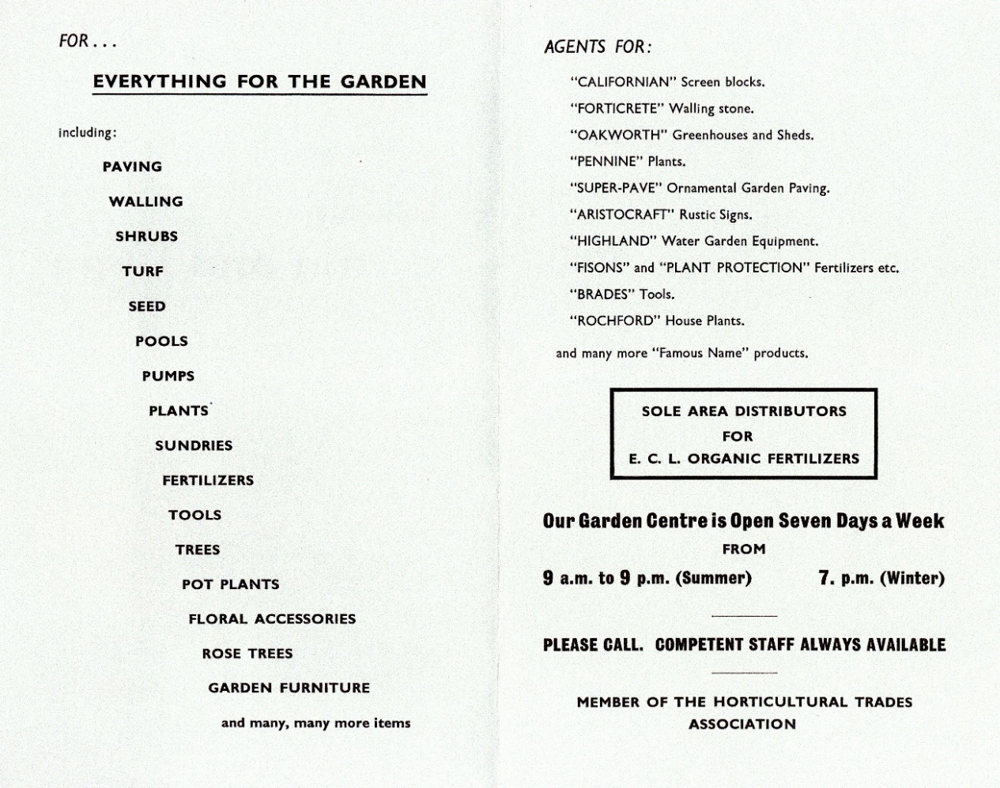 FOR...
EVERYTHING FOR THE GARDEN
including:
PAVING
WALLING
SHRUBS
TURF
SEED
POOLS
PUMPS
PLANTS
SUNDRIES
FERTILIZERS
TOOLS
TREES
POT PLANTS
FLORAL ACCESSORIES
ROSE TREES
GARDEN FURNITURE
and many, many more items
AGENTS FOR:
"CALIFORNIAN" Screen blocks.
"FORTICRETE" Walling stone.
"OAKWORTH" Greenhouses and Sheds.
"PENNINE" Plants.
"SUPER-PAVE" Ornamental Garden Paving.
"ARISTOCRAFT" Rustic Signs.
"HIGHLAND" Water Garden Equipment.
"FISONS" and "PLANT PROTECTION" Fertilizers etc.
"BRADES" Tools.
"ROCHFORD" House Plants.
and many more "Famous Name" products.
SOLE AREA DISTRIBUTORS
FOR
E. C. L. ORGANIC FERTILIZERS
Our Garden Centre is Open Seven Days a Week
FROM
9 a.m. to 9 p.m. (Summer) 7. p.m. (Winter)
PLEASE CALL. COMPETENT STAFF ALWAYS AVAILABLE
MEMBER OF THE HORTICULTURAL TRADES
ASSOCIATION